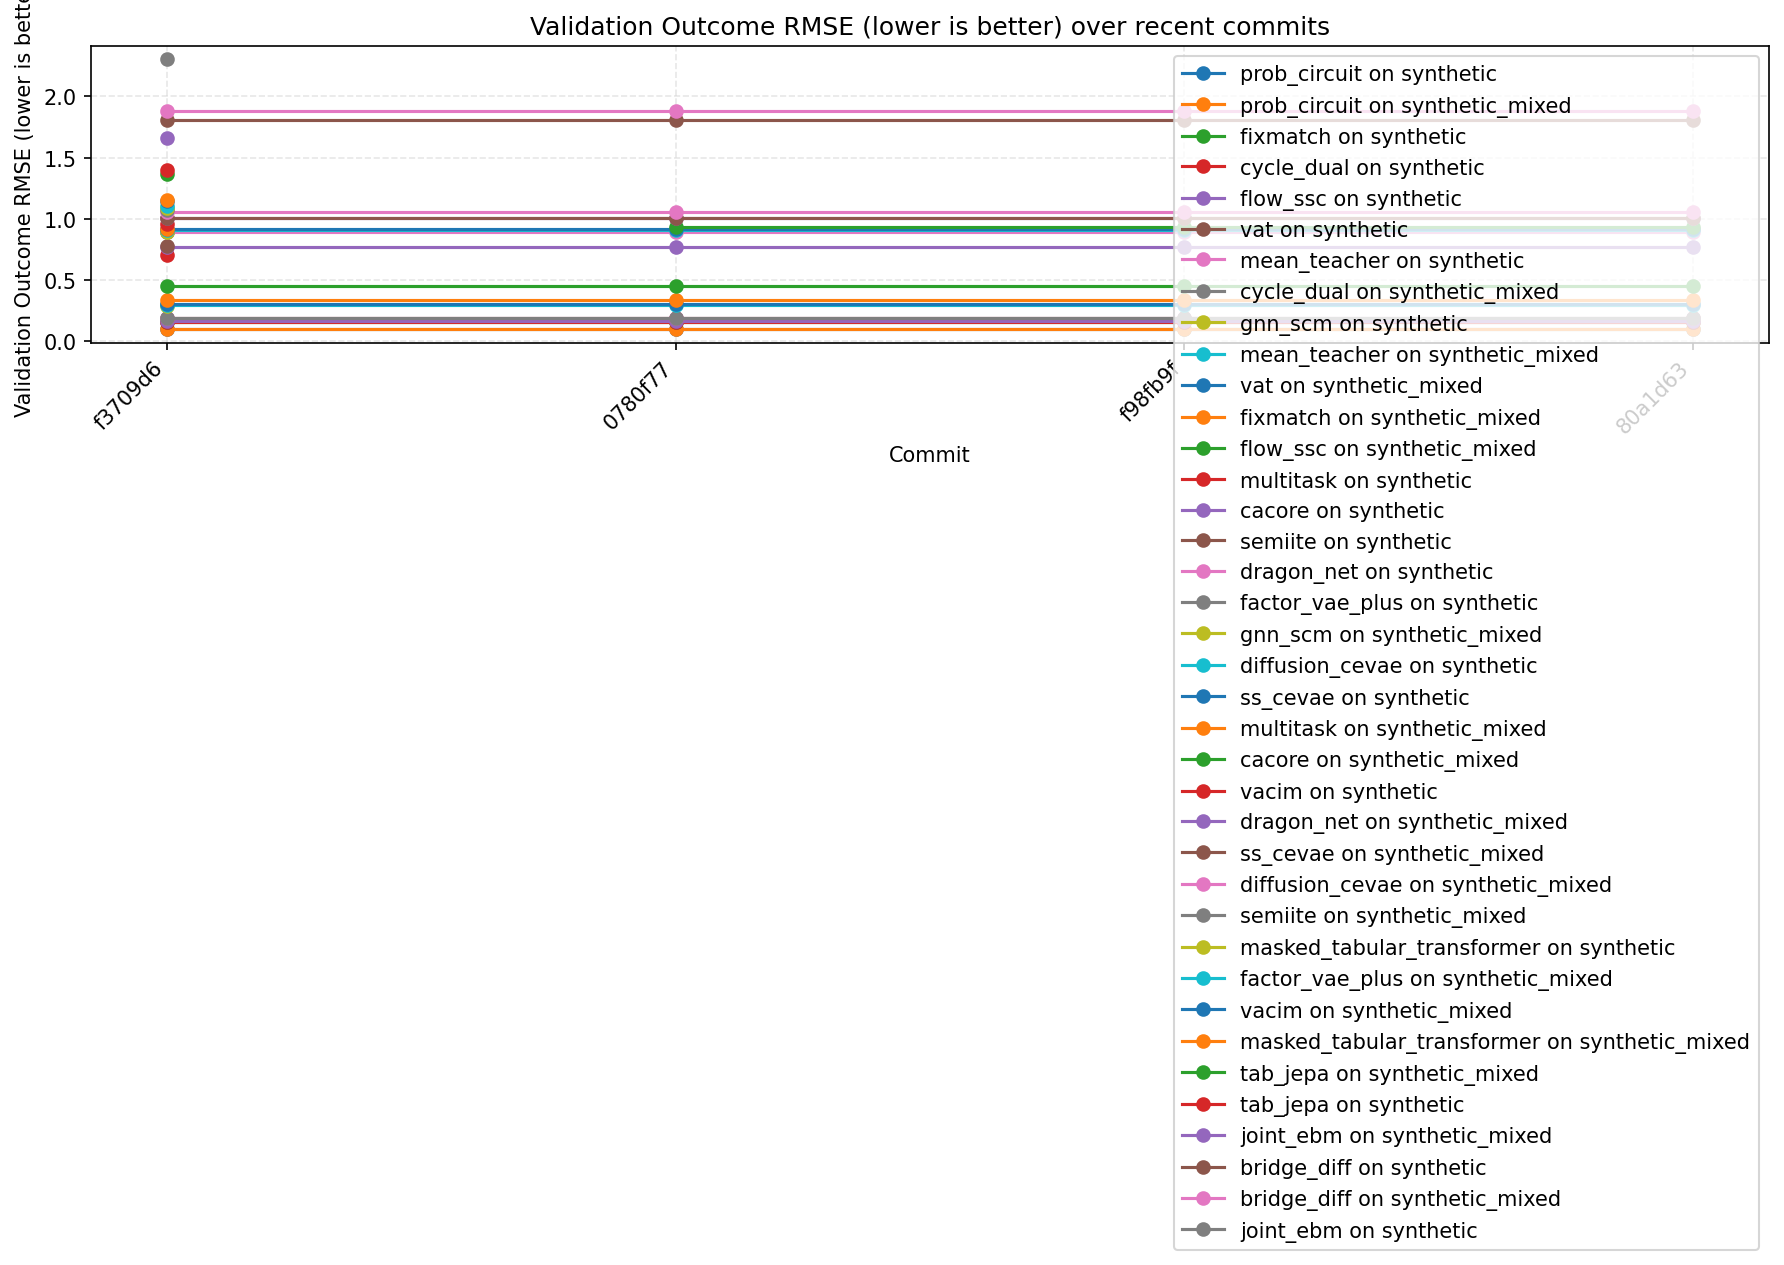 Validation Outcome RMSE (lower is better) over recent commits
Validation Outcome RMSE (lower is bette
2.0
1.5
1.0
0.5
0.0
f3709d6
0780f77
f98fb9f
80a1d63
Commit
prob_circuit on synthetic
prob_circuit on synthetic_mixed
fixmatch on synthetic
cycle_dual on synthetic
flow_ssc on synthetic
vat on synthetic
mean_teacher on synthetic
cycle_dual on synthetic_mixed
gnn_scm on synthetic
mean_teacher on synthetic_mixed
vat on synthetic_mixed
fixmatch on synthetic_mixed
flow_ssc on synthetic_mixed
multitask on synthetic
cacore on synthetic
semiite on synthetic
dragon_net on synthetic
factor_vae_plus on synthetic
gnn_scm on synthetic_mixed
diffusion_cevae on synthetic
ss_cevae on synthetic
multitask on synthetic_mixed
cacore on synthetic_mixed
vacim on synthetic
dragon_net on synthetic_mixed
ss_cevae on synthetic_mixed
diffusion_cevae on synthetic_mixed
semiite on synthetic_mixed
masked_tabular_transformer on synthetic
factor_vae_plus on synthetic_mixed
vacim on synthetic_mixed
masked_tabular_transformer on synthetic_mixed
tab_jepa on synthetic_mixed
tab_jepa on synthetic
joint_ebm on synthetic_mixed
bridge_diff on synthetic
bridge_diff on synthetic_mixed
joint_ebm on synthetic